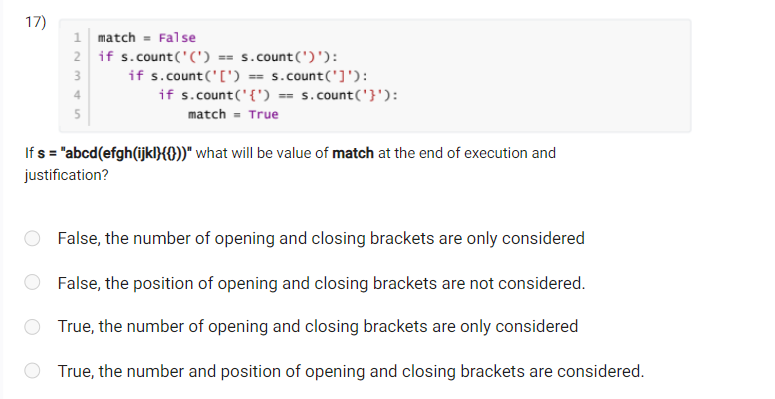 17)
1 match = False
2 if s.count('(') == s.count(')'):
3 if s.count('[') == s.count(']'):
4 if s.count('{') == s.count('}'):
5 match = True
If s = "abcd(efgh(ijkl}{{}))" what will be value of match at the end of execution and
justification?
False, the number of opening and closing brackets are only considered
False, the position of opening and closing brackets are not considered.
True, the number of opening and closing brackets are only considered
True, the number and position of opening and closing brackets are considered.